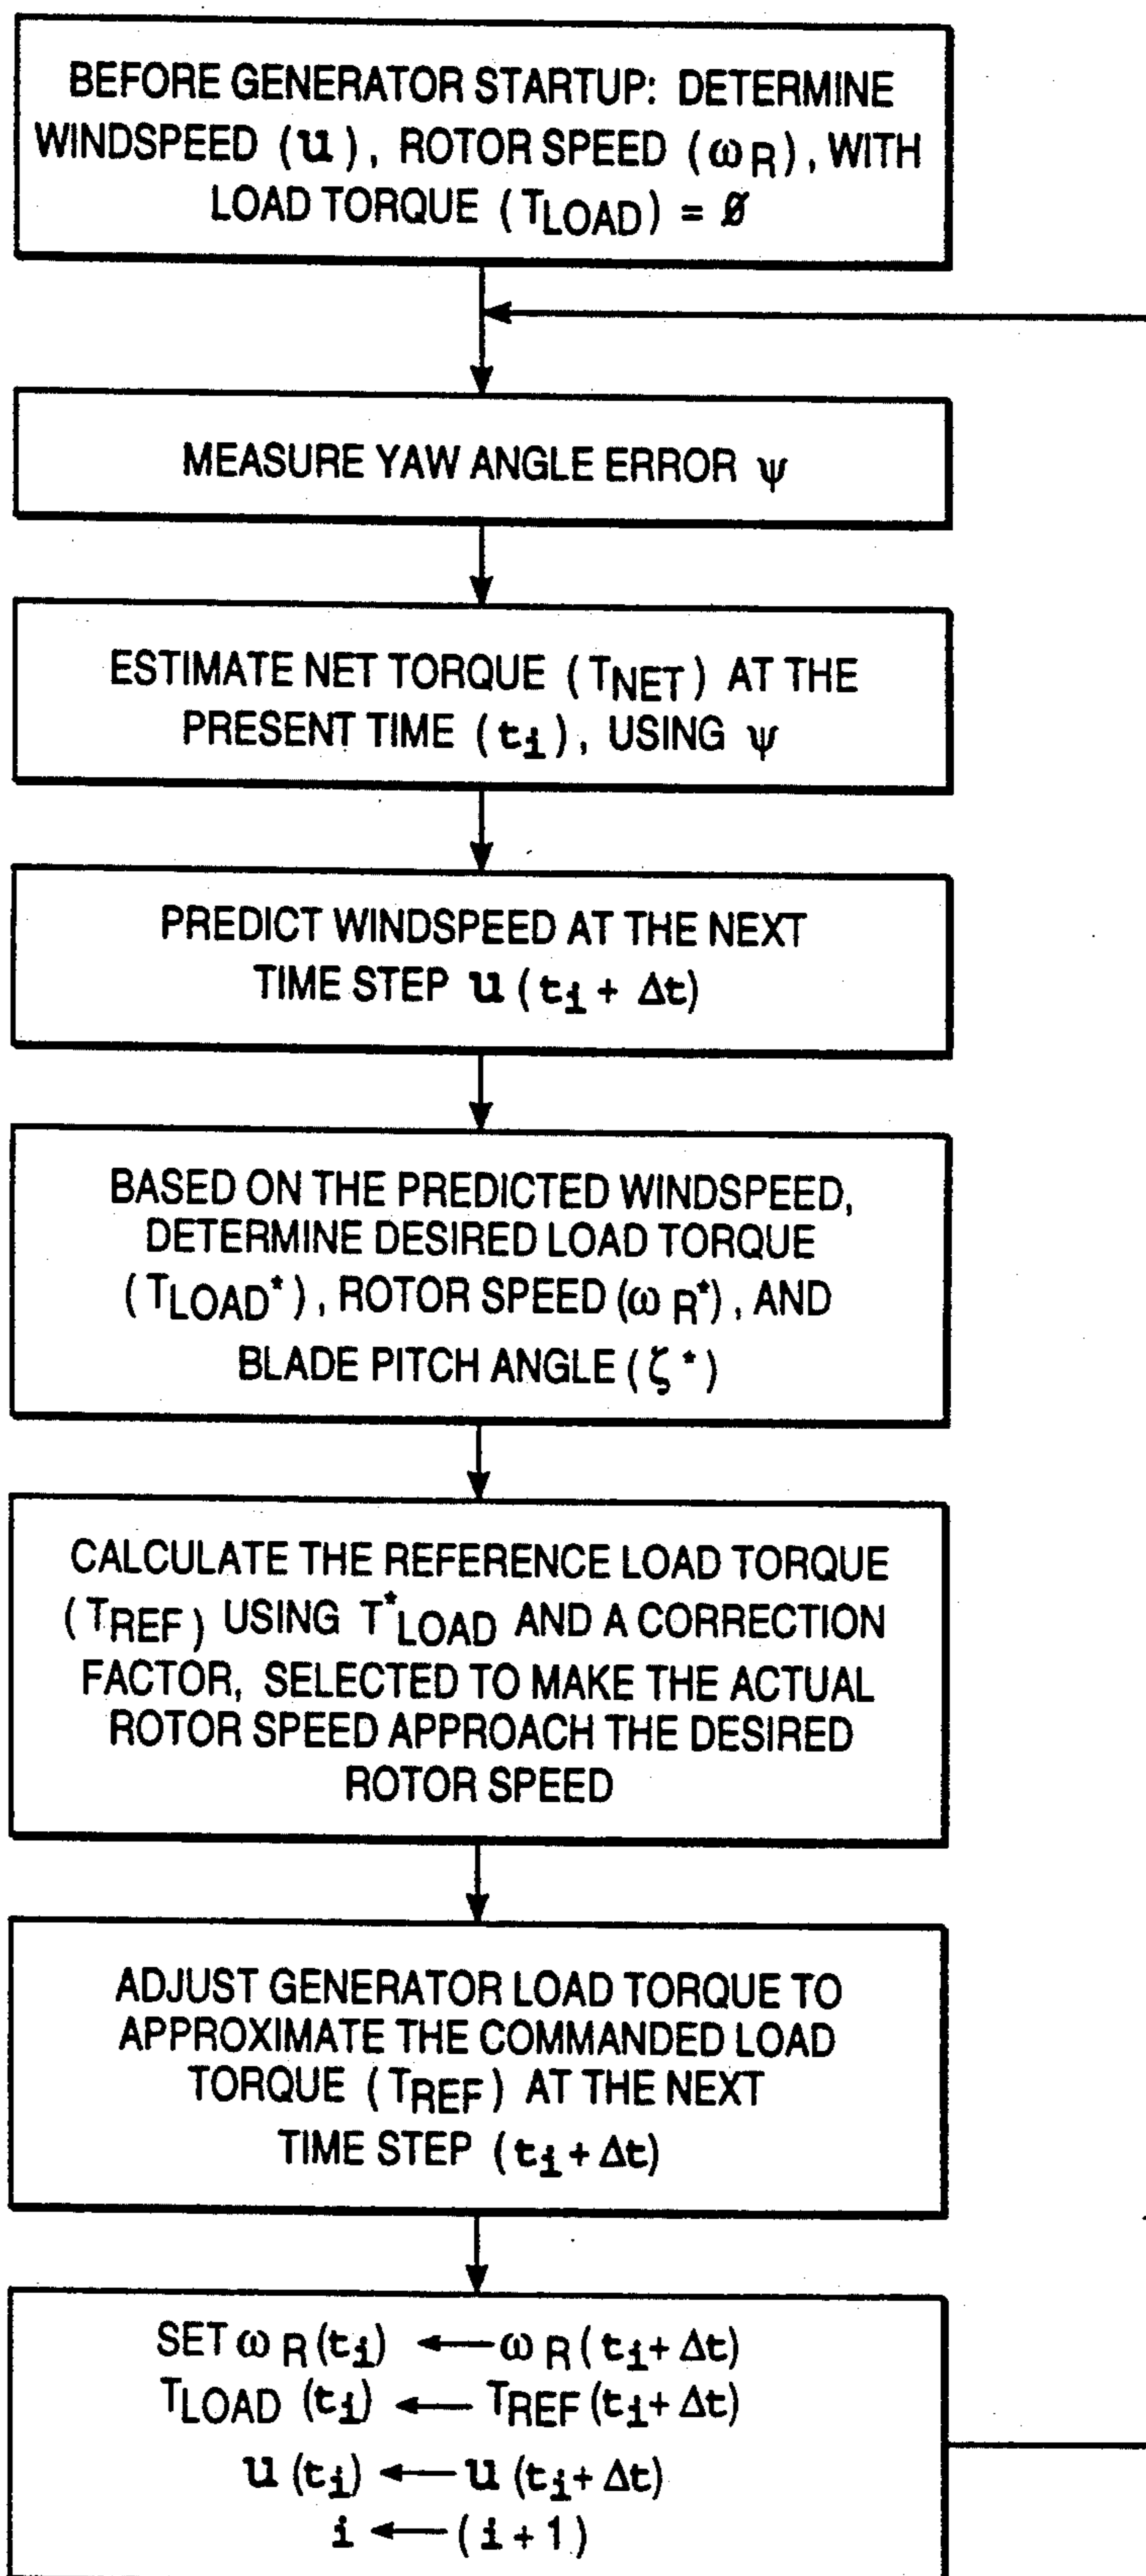 BEFORE GENERATOR STARTUP: DETERMINE
WINDSPEED (u), ROTOR SPEED (ωR), WITH
LOAD TORQUE (TLOAD) = Ø
MEASURE YAW ANGLE ERROR ψ
ESTIMATE NET TORQUE (TNET) AT THE
PRESENT TIME (ti), USING ψ
PREDICT WINDSPEED AT THE NEXT
TIME STEP u (ti + Δt)
BASED ON THE PREDICTED WINDSPEED,
DETERMINE DESIRED LOAD TORQUE
(TLOAD*), ROTOR SPEED (ωR*), AND
BLADE PITCH ANGLE (ζ*)
CALCULATE THE REFERENCE LOAD TORQUE
(TREF) USING T*LOAD AND A CORRECTION
FACTOR, SELECTED TO MAKE THE ACTUAL
ROTOR SPEED APPROACH THE DESIRED
ROTOR SPEED
ADJUST GENERATOR LOAD TORQUE TO
APPROXIMATE THE COMMANDED LOAD
TORQUE (TREF) AT THE NEXT
TIME STEP (ti + Δt)
SET ωR (ti) ← ωR (ti + Δt)
TLOAD (ti) ← TREF (ti + Δt)
u (ti) ← u (ti + Δt)
i ← (i + 1)